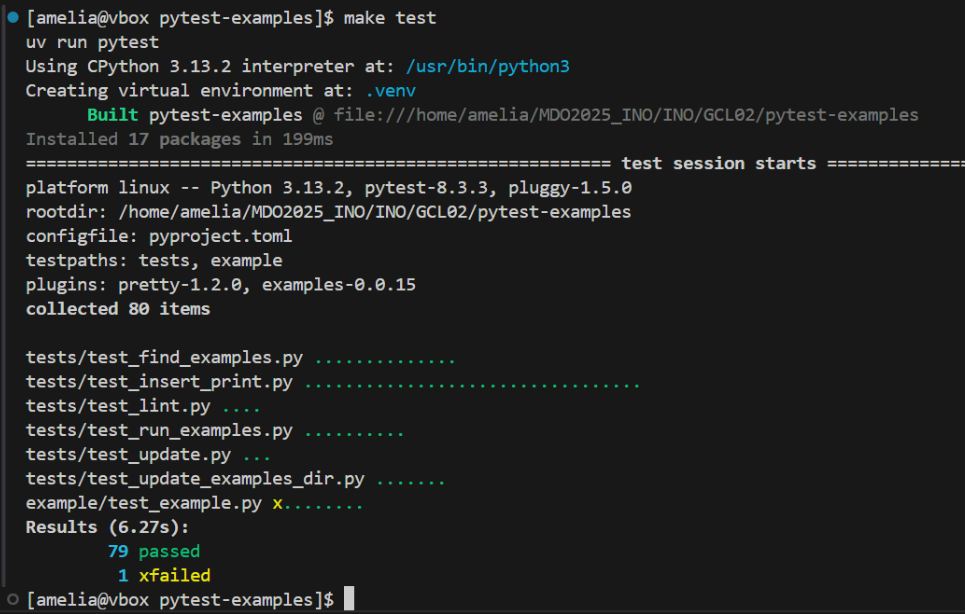 [amelia@vbox pytest-examples]$ make test
uv run pytest
Using CPython 3.13.2 interpreter at: /usr/bin/python3
Creating virtual environment at: .venv
      Built pytest-examples @ file:///home/amelia/MDO2025_INO/INO/GCL02/pytest-examples
Installed 17 packages in 199ms
========================================================= test session starts =============
platform linux -- Python 3.13.2, pytest-8.3.3, pluggy-1.5.0
rootdir: /home/amelia/MDO2025_INO/INO/GCL02/pytest-examples
configfile: pyproject.toml
testpaths: tests, example
plugins: pretty-1.2.0, examples-0.0.15
collected 80 items

tests/test_find_examples.py ..............
tests/test_insert_print.py .................................
tests/test_lint.py ....
tests/test_run_examples.py ..........
tests/test_update.py ...
tests/test_update_examples_dir.py .......
example/test_example.py x........
Results (6.27s):
        79 passed
         1 xfailed
[amelia@vbox pytest-examples]$